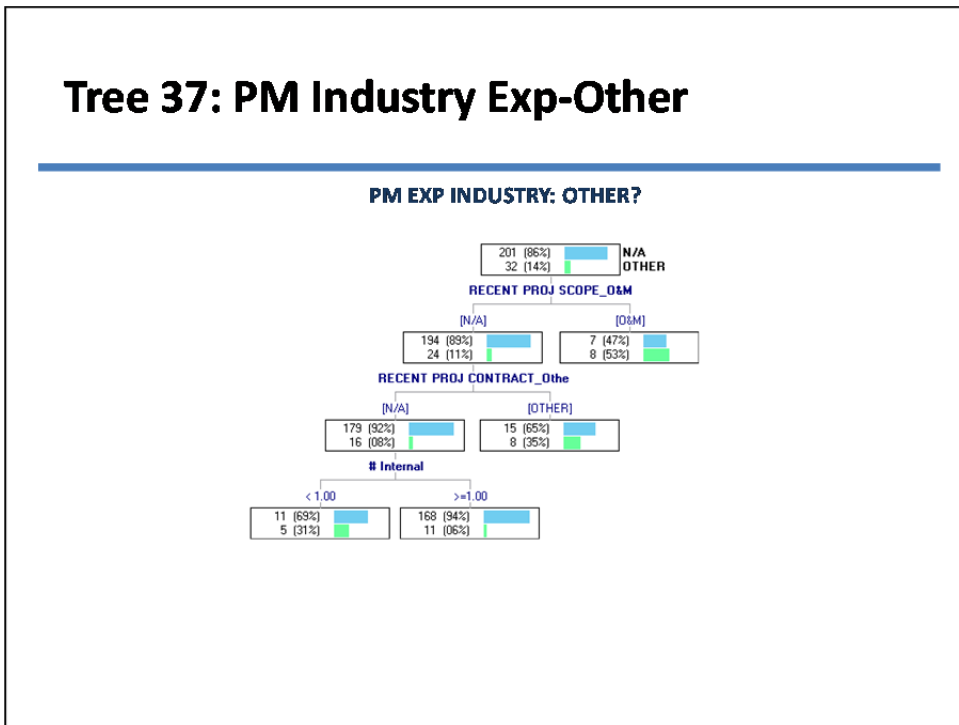 Tree 37: PM Industry Exp-Other
PM EXP INDUSTRY: OTHER?
201 (86%) N/A
32 (14%) OTHER
RECENT PROJ SCOPE_O&M
[N/A] [O&M]
194 (89%) 7 (47%)
24 (11%) 8 (53%)
RECENT PROJ CONTRACT_Othe
[N/A] [OTHER]
179 (92%) 15 (65%)
16 (08%) 8 (35%)
# Internal
< 1.00 >=1.00
11 (69%) 168 (94%)
5 (31%) 11 (06%)